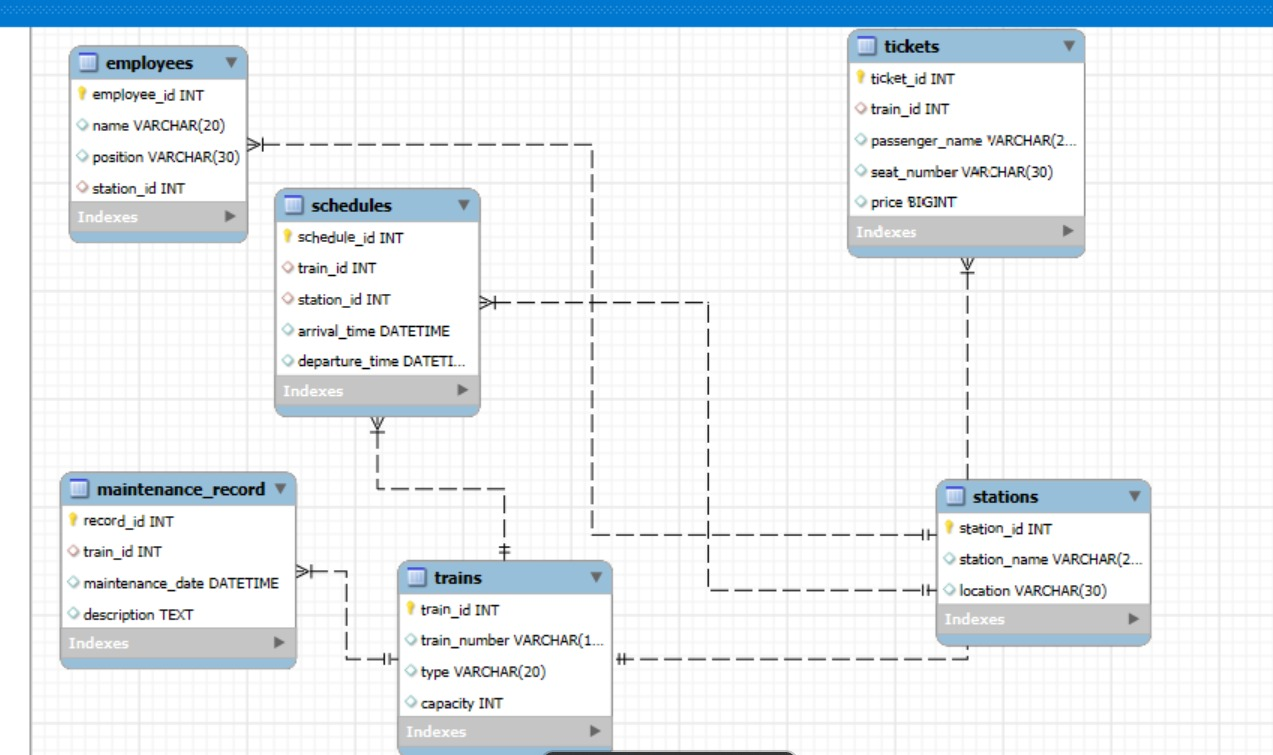 employees
employee_id INT
name VARCHAR(20)
position VARCHAR(30)
station_id INT
Indexes
schedules
schedule_id INT
train_id INT
station_id INT
arrival_time DATETIME
departure_time DATETI...
Indexes
tickets
ticket_id INT
train_id INT
passenger_name VARCHAR(2...
seat_number VARCHAR(30)
price BIGINT
Indexes
maintenance_record
record_id INT
train_id INT
maintenance_date DATETIME
description TEXT
Indexes
trains
train_id INT
train_number VARCHAR(1...
type VARCHAR(20)
capacity INT
Indexes
stations
station_id INT
station_name VARCHAR(2...
location VARCHAR(30)
Indexes